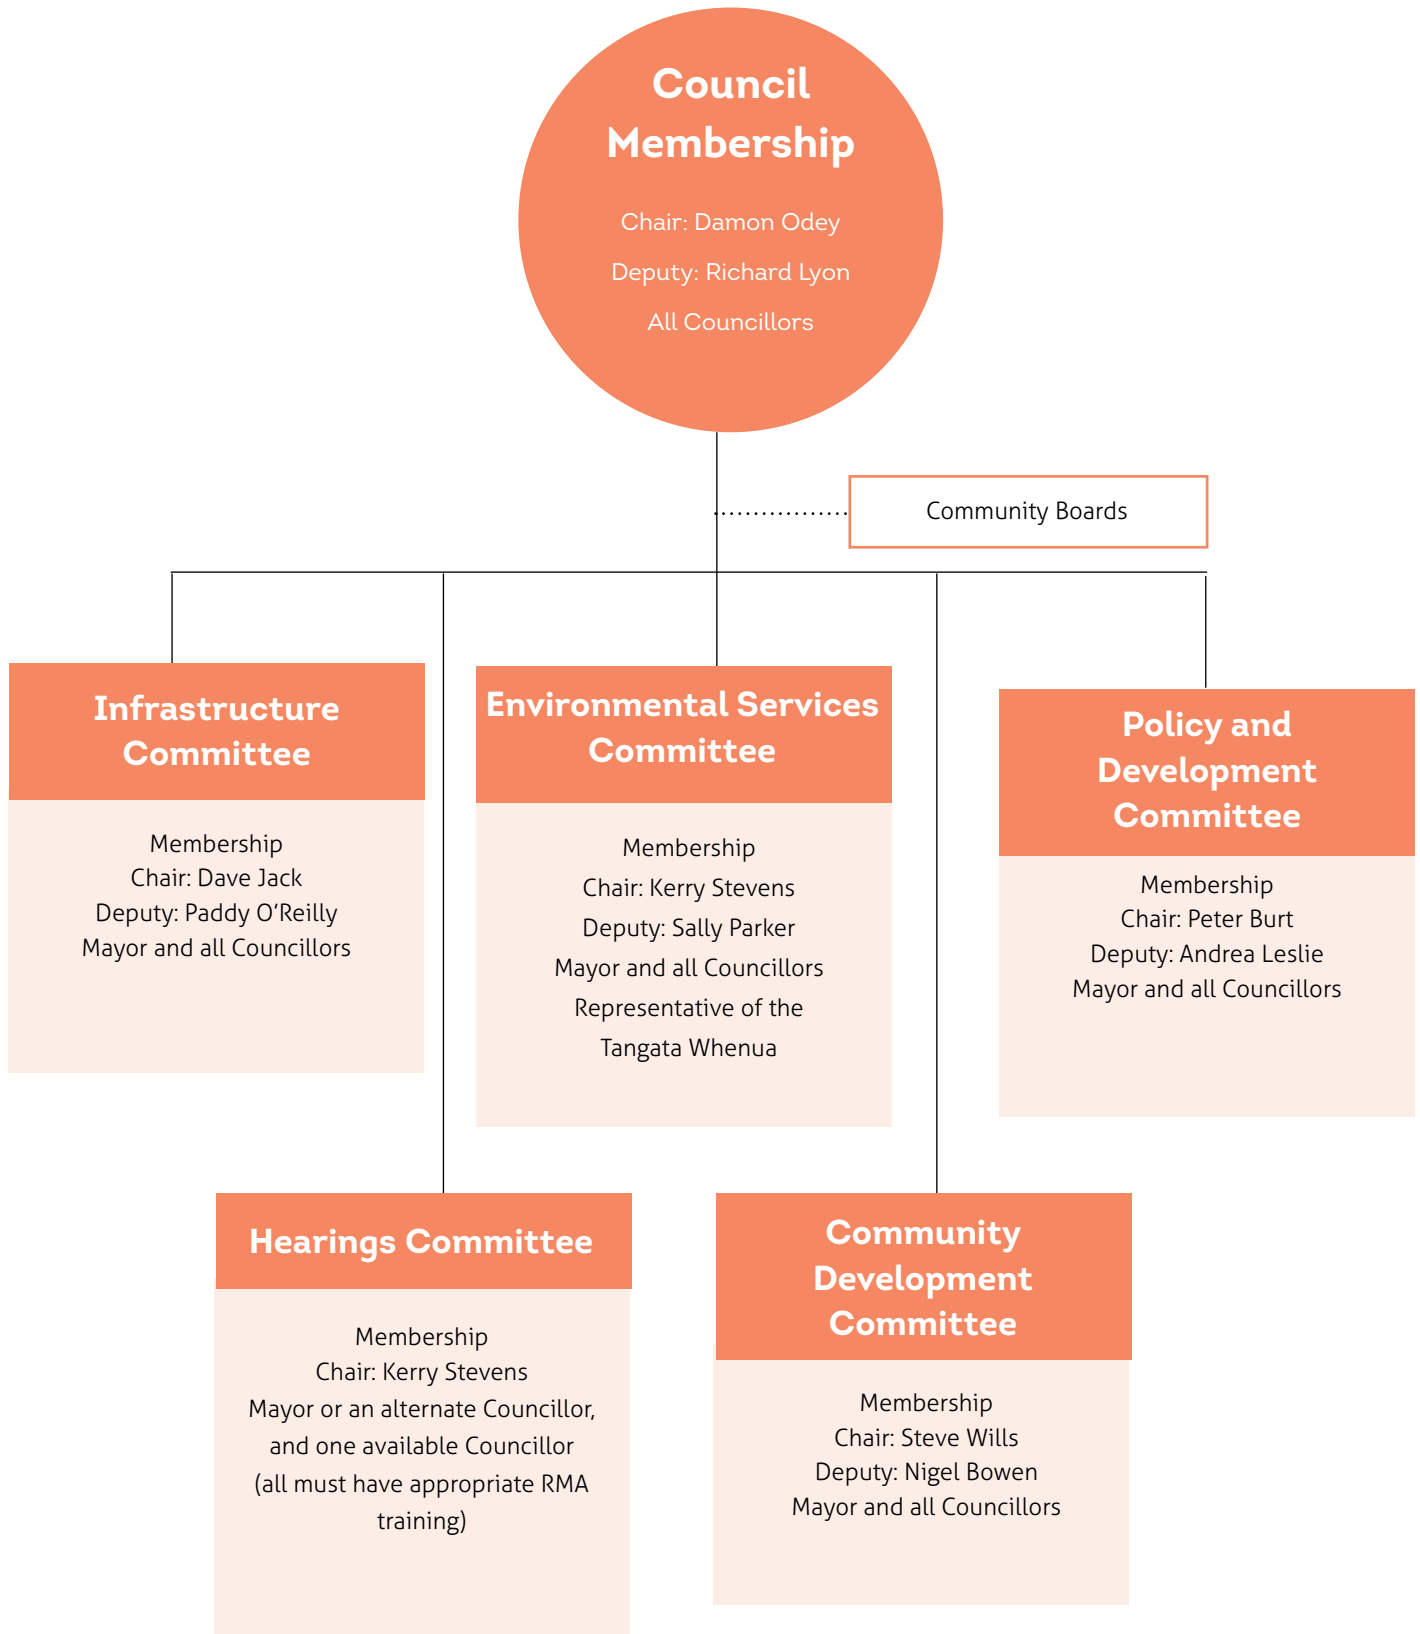 Council
Membership
Chair: Damon Odey
Deputy: Richard Lyon
All Councillors
Community Boards
Infrastructure
Committee
Membership
Chair: Dave Jack
Deputy: Paddy O’Reilly
Mayor and all Councillors
Environmental Services
Committee
Membership
Chair: Kerry Stevens
Deputy: Sally Parker
Mayor and all Councillors
Representative of the
Tangata Whenua
Policy and
Development
Committee
Membership
Chair: Peter Burt
Deputy: Andrea Leslie
Mayor and all Councillors
Hearings Committee
Membership
Chair: Kerry Stevens
Mayor or an alternate Councillor,
and one available Councillor
(all must have appropriate RMA
training)
Community
Development
Committee
Membership
Chair: Steve Wills
Deputy: Nigel Bowen
Mayor and all Councillors